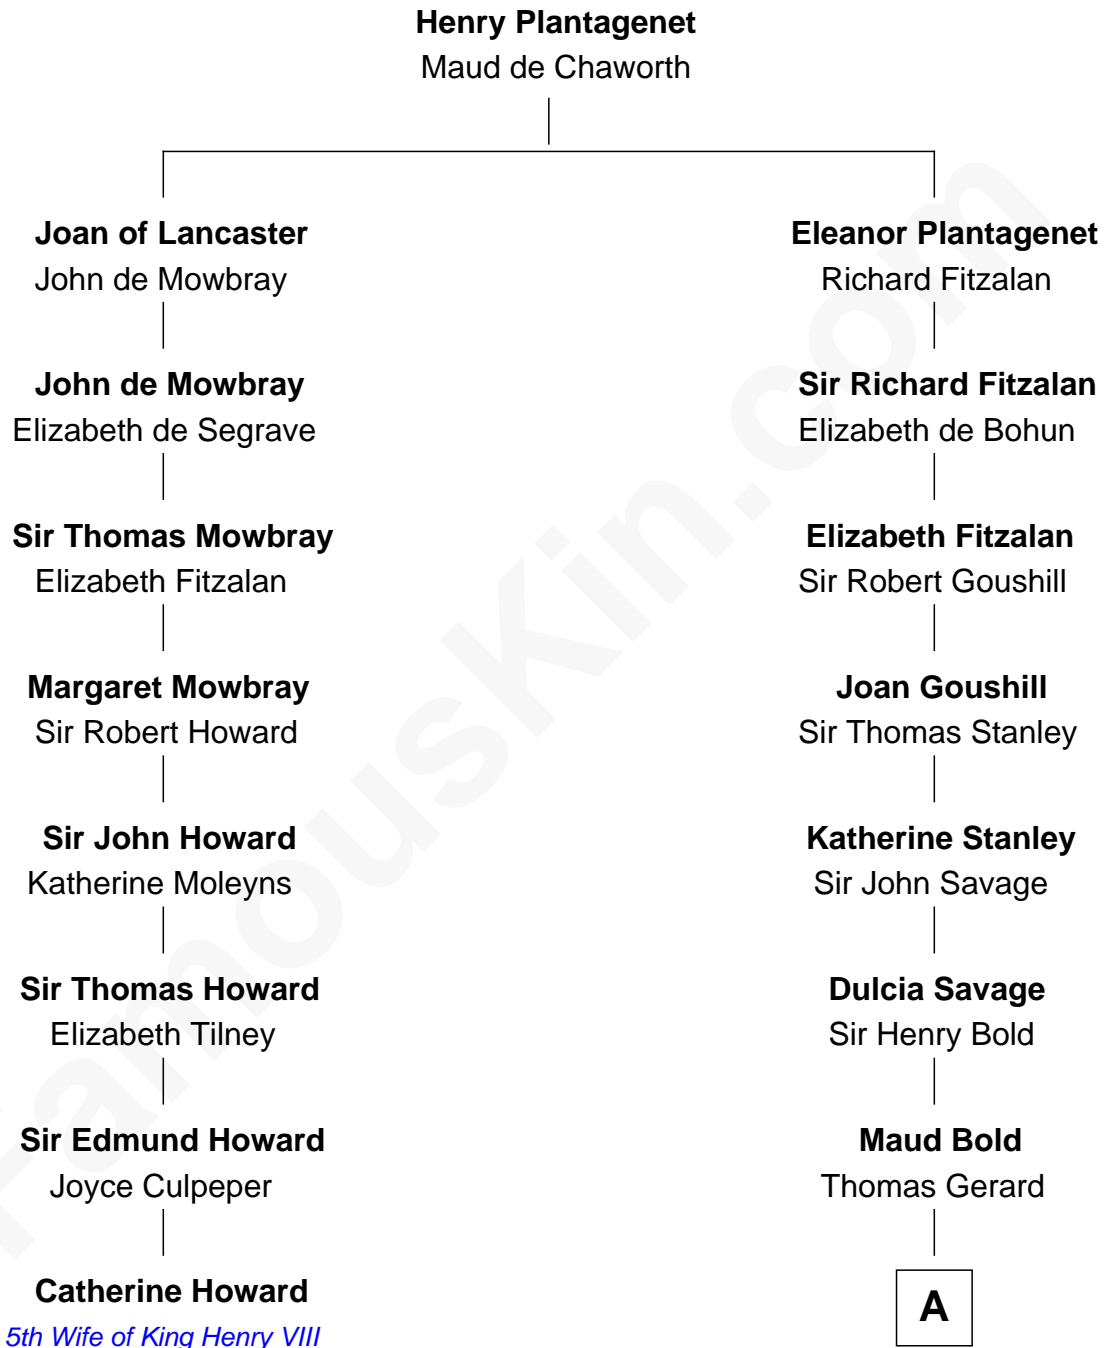 Henry Plantagenet
Maud de Chaworth
Joan of Lancaster
John de Mowbray
Eleanor Plantagenet
Richard Fitzalan
John de Mowbray
Elizabeth de Segrave
Sir Richard Fitzalan
Elizabeth de Bohun
Sir Thomas Mowbray
Elizabeth Fitzalan
Elizabeth Fitzalan
Sir Robert Goushill
Margaret Mowbray
Sir Robert Howard
Joan Goushill
Sir Thomas Stanley
Sir John Howard
Katherine Moleyns
Katherine Stanley
Sir John Savage
Sir Thomas Howard
Elizabeth Tilney
Dulcia Savage
Sir Henry Bold
Sir Edmund Howard
Joyce Culpeper
Maud Bold
Thomas Gerard
Catherine Howard
5th Wife of King Henry VIII
A
FamousKin.com